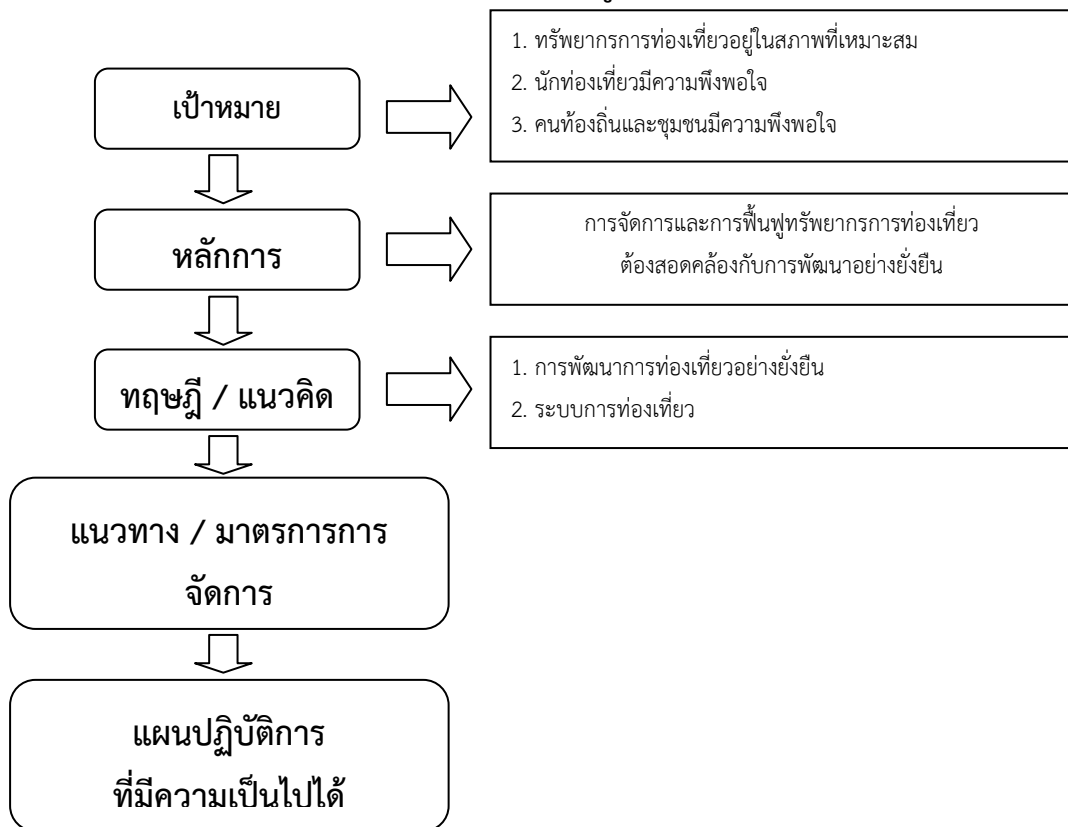 เป้าหมาย
1. ทรัพยากรการท่องเที่ยวอยู่ในสภาพที่เหมาะสม
2. นักท่องเที่ยวมีความพึงพอใจ
3. คนท้องถิ่นและชุมชนมีความพึงพอใจ
หลักการ
การจัดการและการฟื้นฟูทรัพยากรการท่องเที่ยว
ต้องสอดคล้องกับการพัฒนาอย่างยั่งยืน
ทฤษฎี / แนวคิด
1. การพัฒนาการท่องเที่ยวอย่างยั่งยืน
2. ระบบการท่องเที่ยว
แนวทาง / มาตรการการ
จัดการ
แผนปฏิบัติการ
ที่มีความเป็นไปได้